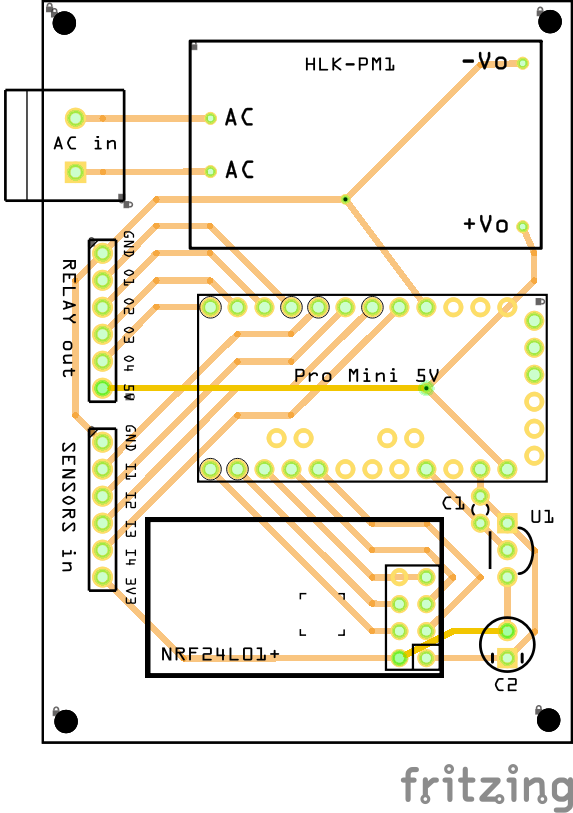 HLK-PM1
-Vo
AC
AC in
AC
+Vo
RELAY out
GND
O1
O2
O3
O4
5V
Pro Mini 5V
SENSORS in
GND
I1
I2
I3
I4
3V3
C1
U1
NRF24L01+
C2
fritzing